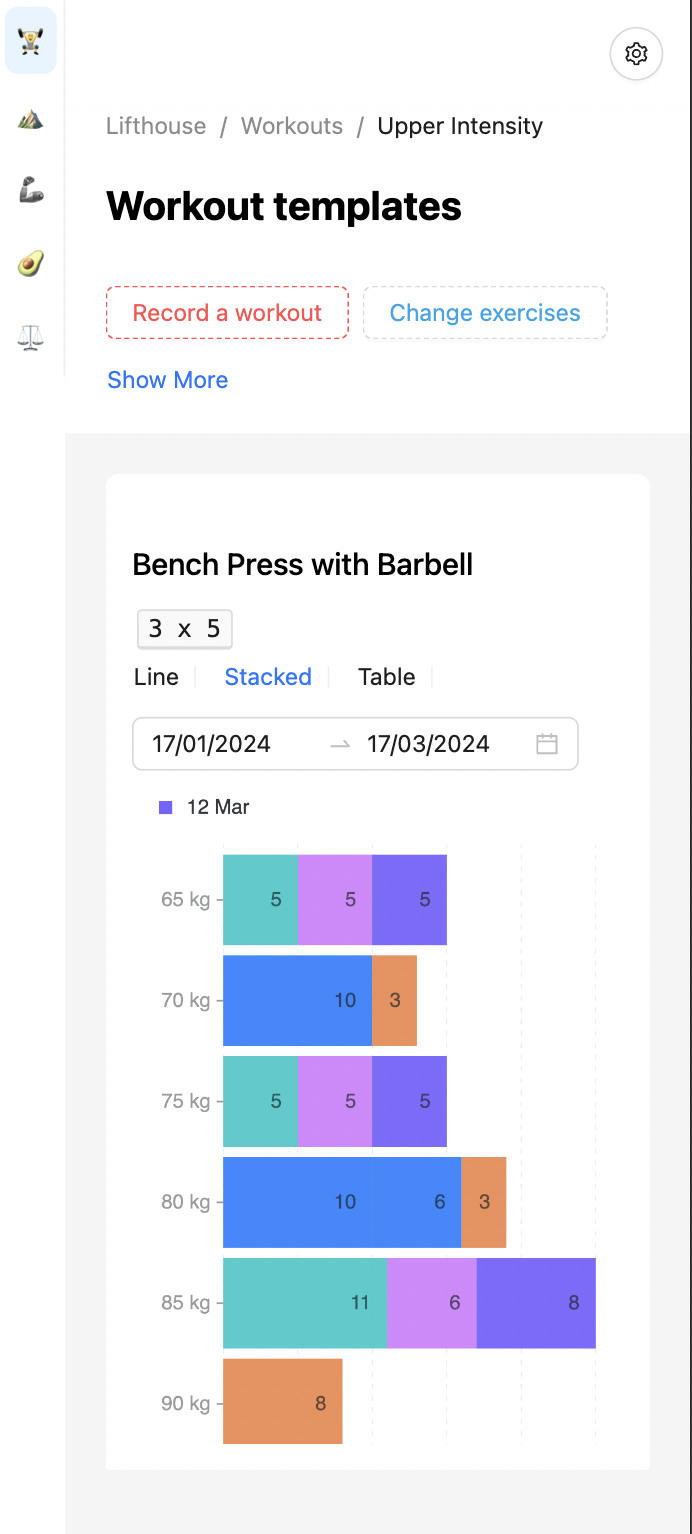 Lifthouse / Workouts / Upper Intensity
Workout templates
Record a workout Change exercises
Show More
Bench Press with Barbell
3 x 5
Line Stacked Table
17/01/2024 → 17/03/2024
12 Mar
65 kg 5 5 5
70 kg 10 3
75 kg 5 5 5
80 kg 10 6 3
85 kg 11 6 8
90 kg 8